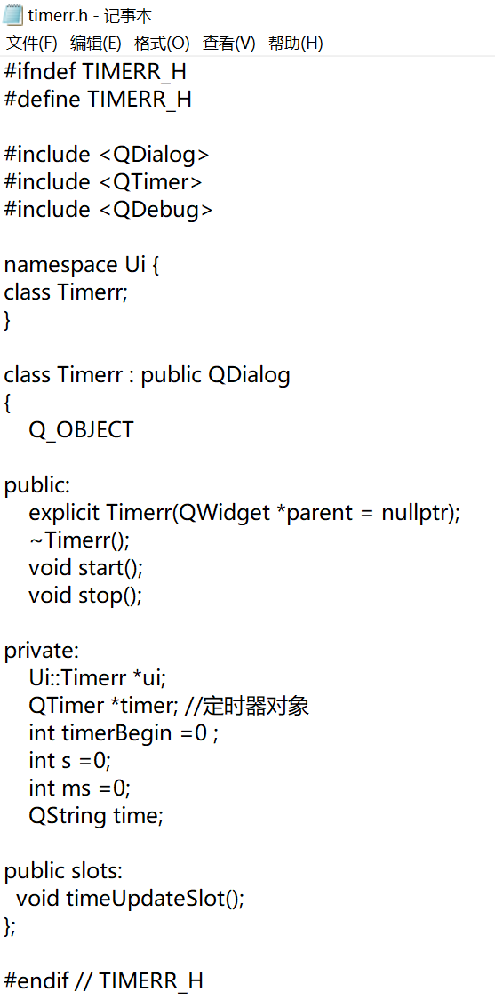 timerr.h - 记事本
文件(F) 编辑(E) 格式(O) 查看(V) 帮助(H)
#ifndef TIMERR_H
#define TIMERR_H
#include <QDialog>
#include <QTimer>
#include <QDebug>
namespace Ui {
class Timerr;
}
class Timerr : public QDialog
{
    Q_OBJECT
public:
    explicit Timerr(QWidget *parent = nullptr);
    ~Timerr();
    void start();
    void stop();
private:
    Ui::Timerr *ui;
    QTimer *timer; //定时器对象
    int timerBegin =0 ;
    int s =0;
    int ms =0;
    QString time;
public slots:
  void timeUpdateSlot();
};
#endif // TIMERR_H